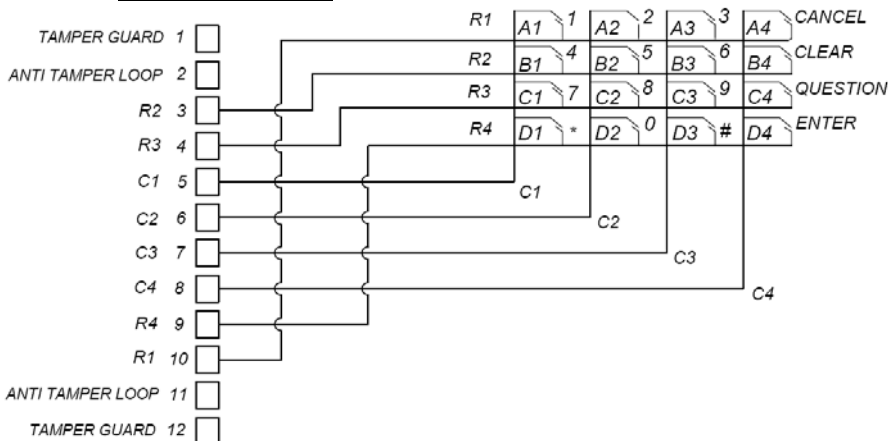 TAMPER GUARD 1
ANTI TAMPER LOOP 2
R2 3
R3 4
C1 5
C2 6
C3 7
C4 8
R4 9
R1 10
ANTI TAMPER LOOP 11
TAMPER GUARD 12
R1 A1 1 A2 2 A3 3 A4 CANCEL
R2 B1 4 B2 5 B3 6 B4 CLEAR
R3 C1 7 C2 8 C3 9 C4 QUESTION
R4 D1 * D2 0 D3 # D4 ENTER
C1
C2
C3
C4